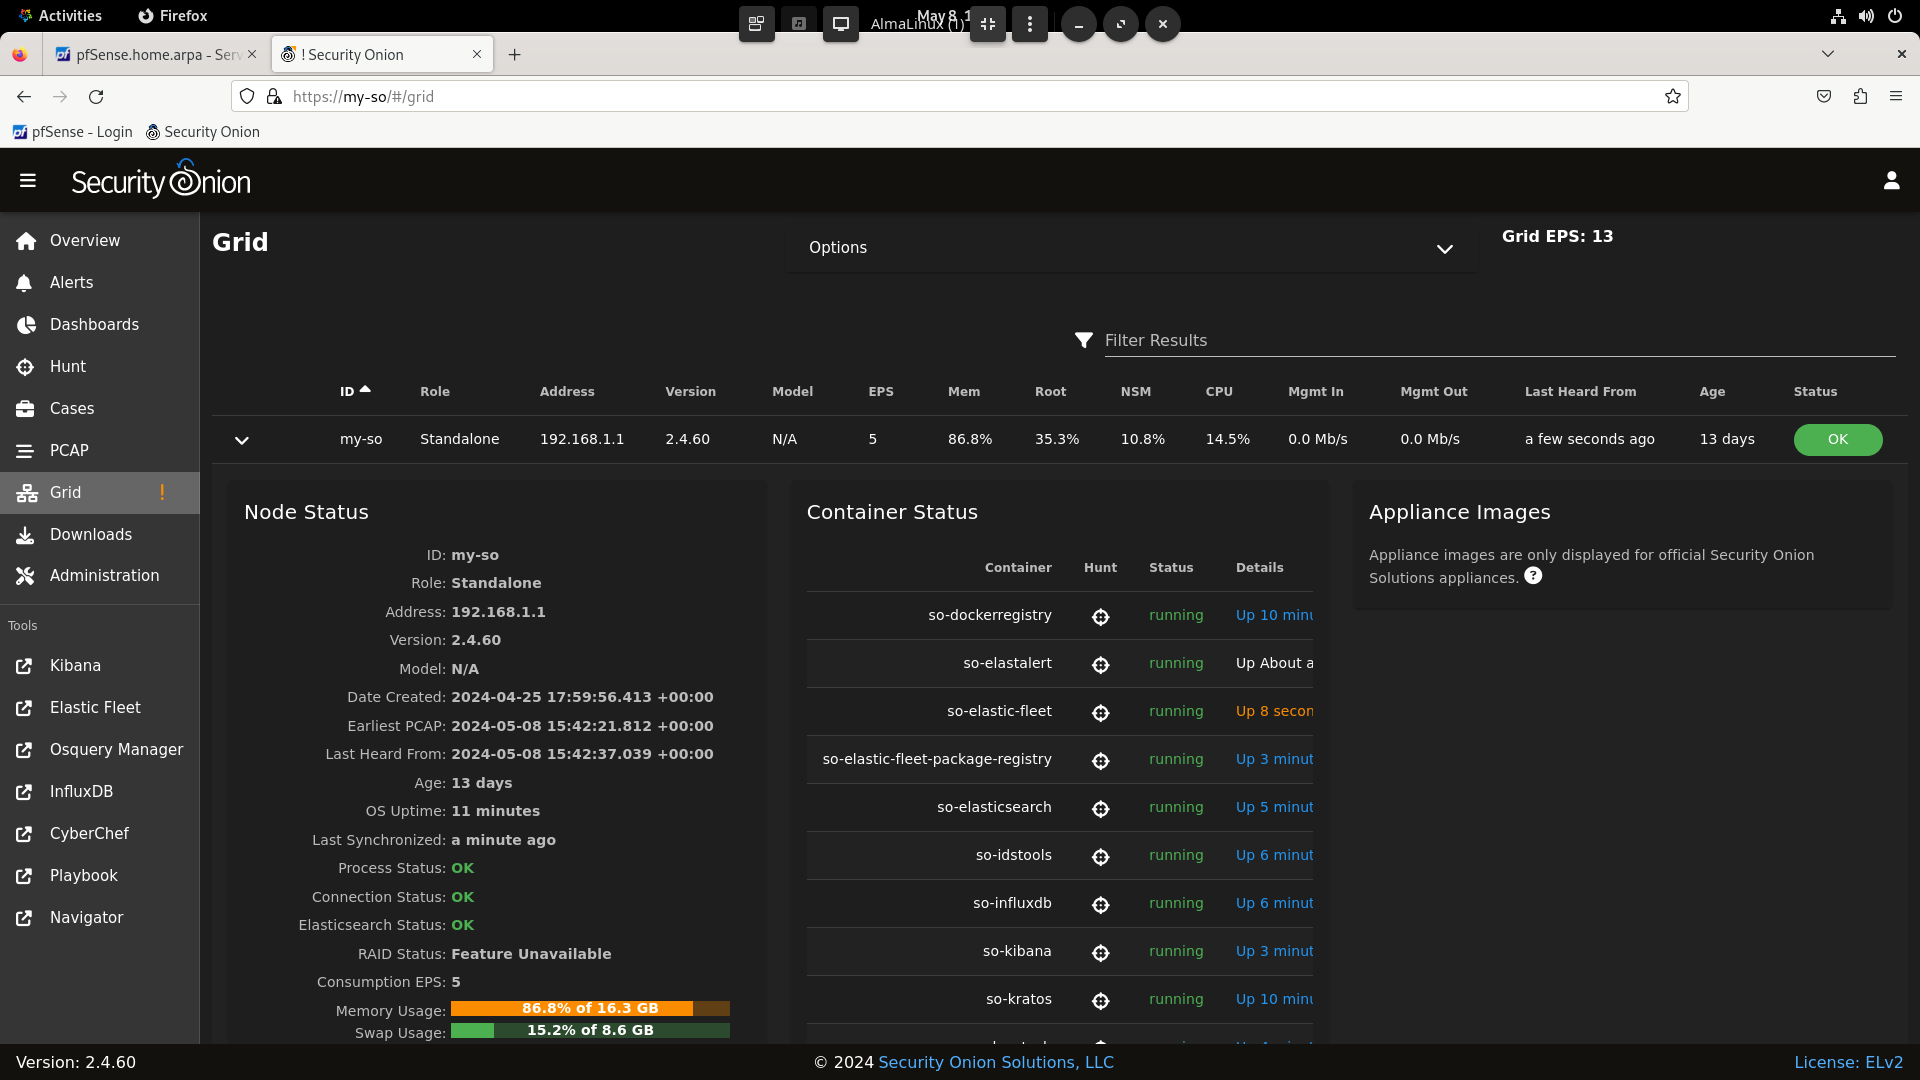 Activities
Firefox
May 8, 1
AlmaLinux (1)
pfSense.home.arpa - Serv
! Security Onion
https://my-so/#/grid
pfSense - Login
Security Onion
Security Onion
Overview
Alerts
Dashboards
Hunt
Cases
PCAP
Grid !
Downloads
Administration
Tools
Kibana
Elastic Fleet
Osquery Manager
InfluxDB
CyberChef
Playbook
Navigator
Grid
Options
Grid EPS: 13
Filter Results
ID Role Address Version Model EPS Mem Root NSM CPU Mgmt In Mgmt Out Last Heard From Age Status
my-so Standalone 192.168.1.1 2.4.60 N/A 5 86.8% 35.3% 10.8% 14.5% 0.0 Mb/s 0.0 Mb/s a few seconds ago 13 days OK
Node Status
ID: my-so
Role: Standalone
Address: 192.168.1.1
Version: 2.4.60
Model: N/A
Date Created: 2024-04-25 17:59:56.413 +00:00
Earliest PCAP: 2024-05-08 15:42:21.812 +00:00
Last Heard From: 2024-05-08 15:42:37.039 +00:00
Age: 13 days
OS Uptime: 11 minutes
Last Synchronized: a minute ago
Process Status: OK
Connection Status: OK
Elasticsearch Status: OK
RAID Status: Feature Unavailable
Consumption EPS: 5
Memory Usage: 86.8% of 16.3 GB
Swap Usage: 15.2% of 8.6 GB
Container Status
Container Hunt Status Details
so-dockerregistry running Up 10 minu
so-elastalert running Up About a
so-elastic-fleet running Up 8 secon
so-elastic-fleet-package-registry running Up 3 minut
so-elasticsearch running Up 5 minut
so-idstools running Up 6 minut
so-influxdb running Up 6 minut
so-kibana running Up 3 minut
so-kratos running Up 10 minu
Appliance Images
Appliance images are only displayed for official Security Onion
Solutions appliances. ?
Version: 2.4.60
© 2024 Security Onion Solutions, LLC
License: ELv2